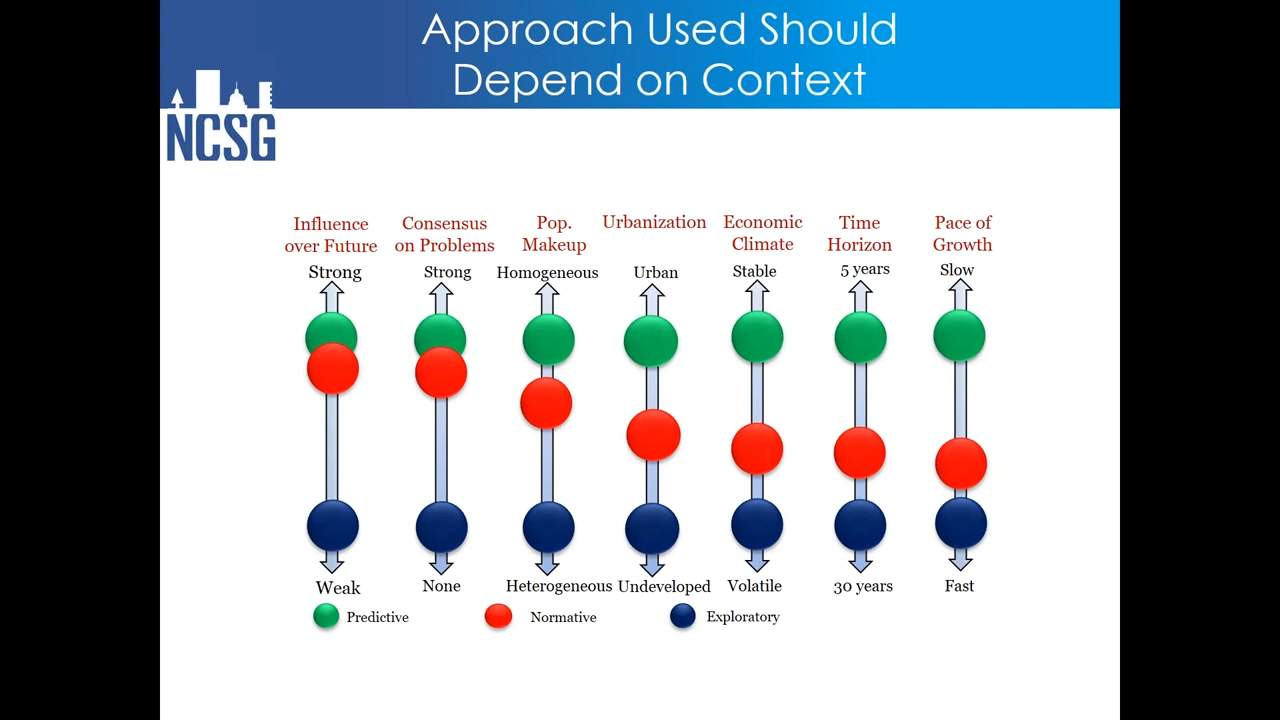 Approach Used Should
Depend on Context
NCSG
Influence
over Future
Consensus
on Problems
Pop.
Makeup
Urbanization
Economic
Climate
Time
Horizon
Pace of
Growth
Strong
Strong
Homogeneous
Urban
Stable
5 years
Slow
Weak
None
Heterogeneous
Undeveloped
Volatile
30 years
Fast
Predictive
Normative
Exploratory